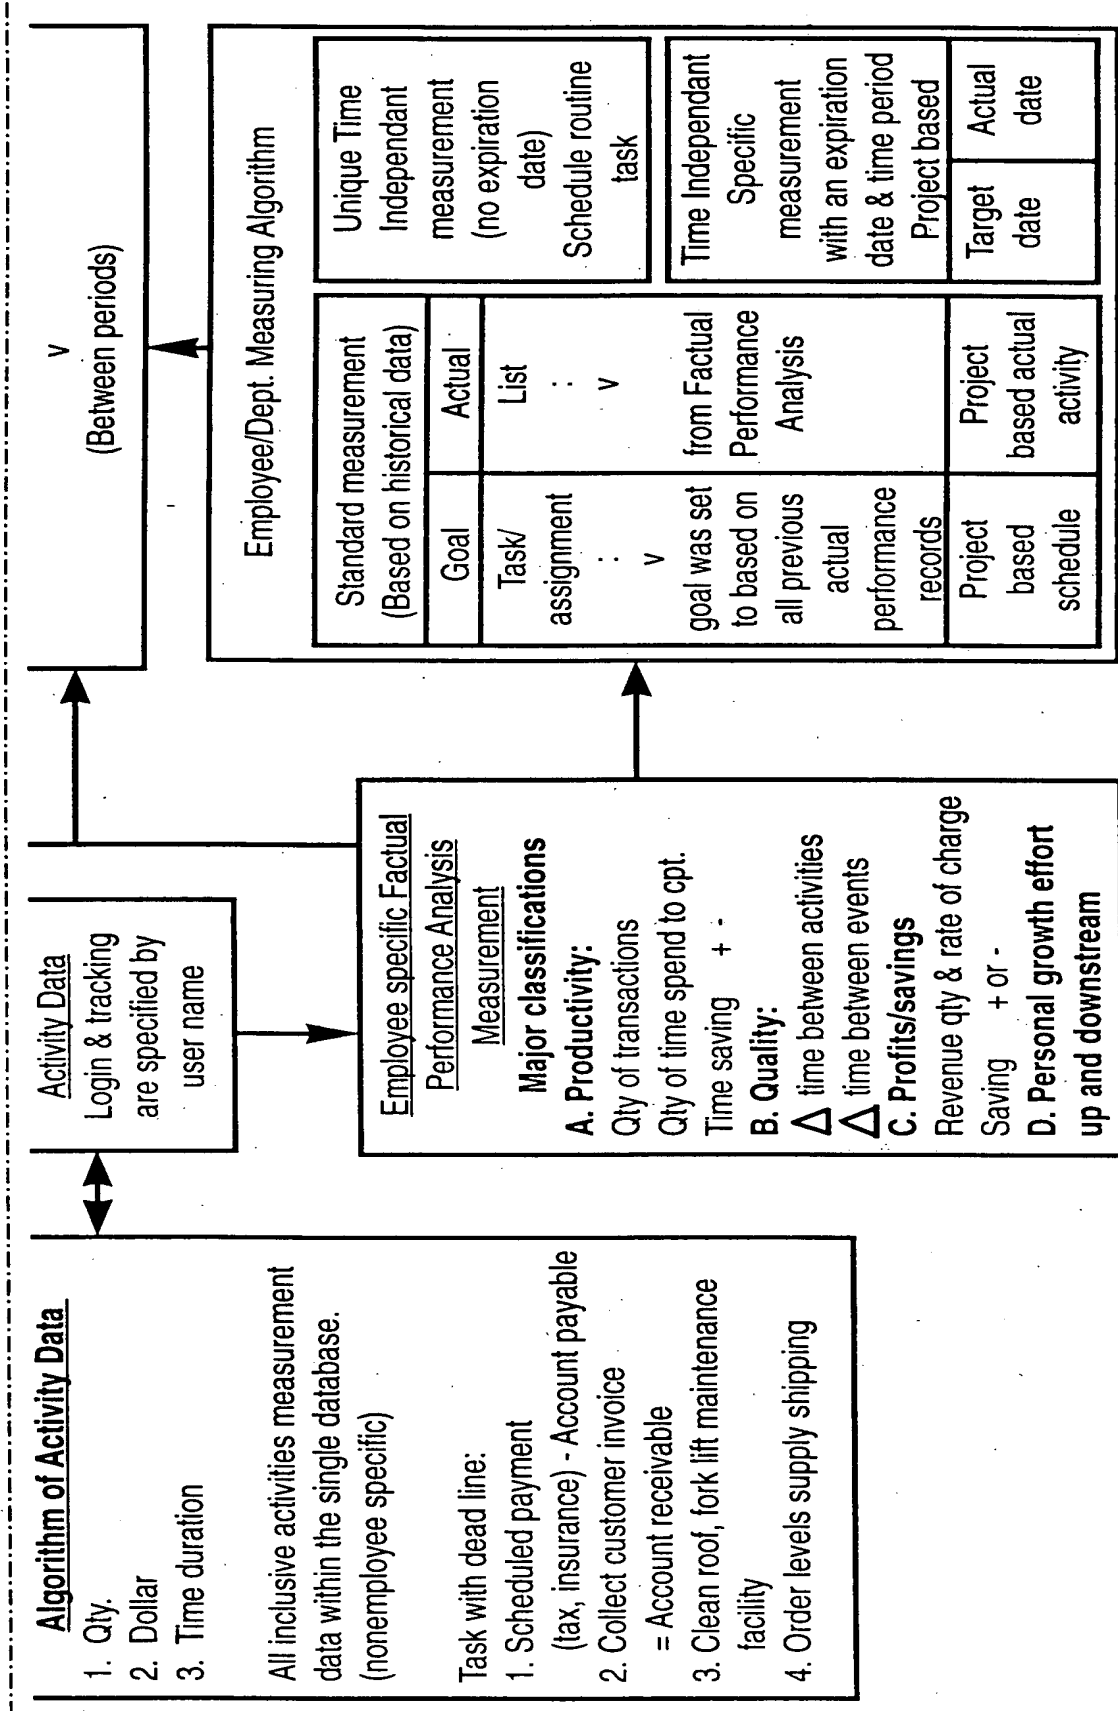 Algorithm of Activity Data
1. Qty.
2. Dollar
3. Time duration
All inclusive activities measurement
data within the single database.
(nonemployee specific)
Task with dead line:
1. Scheduled payment
(tax, insurance) - Account payable
2. Collect customer invoice
= Account receivable
3. Clean roof, fork lift maintenance
facility
4. Order levels supply shipping
Activity Data
Login & tracking
are specified by
user name
Employee specific Factual
Performance Analysis
Measurement
Major classifications
A. Productivity:
Qty of transactions
Qty of time spend to cpt.
Time saving + -
B. Quality:
△ time between activities
△ time between events
C. Profits/savings
Revenue qty & rate of charge
Saving + or -
D. Personal growth effort
up and downstream
v
(Between periods)
Employee/Dept. Measuring Algorithm
Standard measurement
(Based on historical data)
Goal
Actual
Task/
assignment
:
v
goal was set
to based on
all previous
actual
performance
records
List
:
v
from Factual
Performance
Analysis
Project
based
schedule
Project
based actual
activity
Unique Time
Independant
measurement
(no expiration
date)
Schedule routine
task
Time Independant
Specific
measurement
with an expiration
date & time period
Project based
Target
date
Actual
date